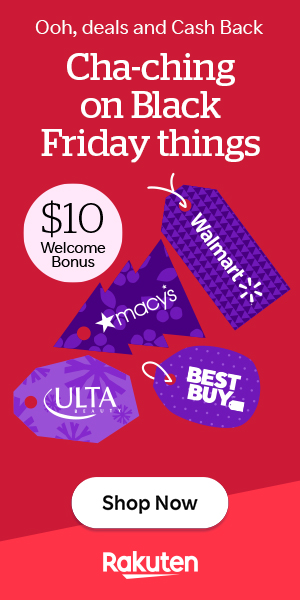 Ooh, deals and Cash Back
Cha-ching
on Black
Friday things
$10
Welcome
Bonus
Walmart
macy's
ULTA
BEAUTY
BEST
BUY
Shop Now
Rakuten